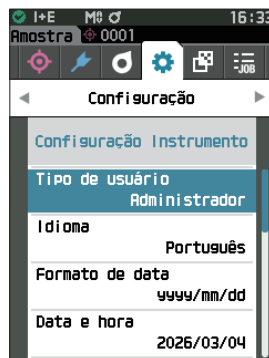 I+E M 16:33
Amostra 0001
JOB
Configuração
Configuração Instrumento
Tipo de usuário
Administrador
Idioma
Português
Formato de data
yyyy/mm/dd
Data e hora
2026/03/04